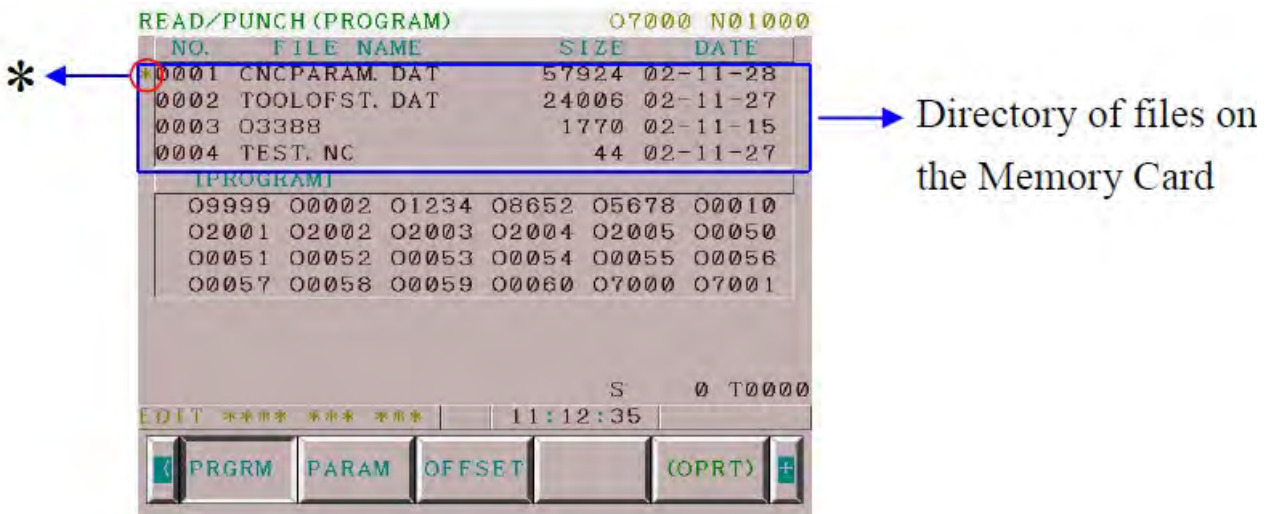 READ/PUNCH (PROGRAM) O7000 N01000
NO. FILE NAME SIZE DATE
* *0001 CNCPARAM. DAT 57924 02-11-28
0002 TOOLOFST. DAT 24006 02-11-27
0003 O3388 1770 02-11-15
0004 TEST. NC 44 02-11-27
Directory of files on
the Memory Card
[PROGRAM]
O9999 O0002 O1234 O8652 O5678 O0010
O2001 O2002 O2003 O2004 O2005 O0050
O0051 O0052 O0053 O0054 O0055 O0056
O0057 O0058 O0059 O0060 O7000 O7001
S 0 T0000
EDIT **** *** *** 11:12:35
PRGRM PARAM OFFSET (OPRT) +